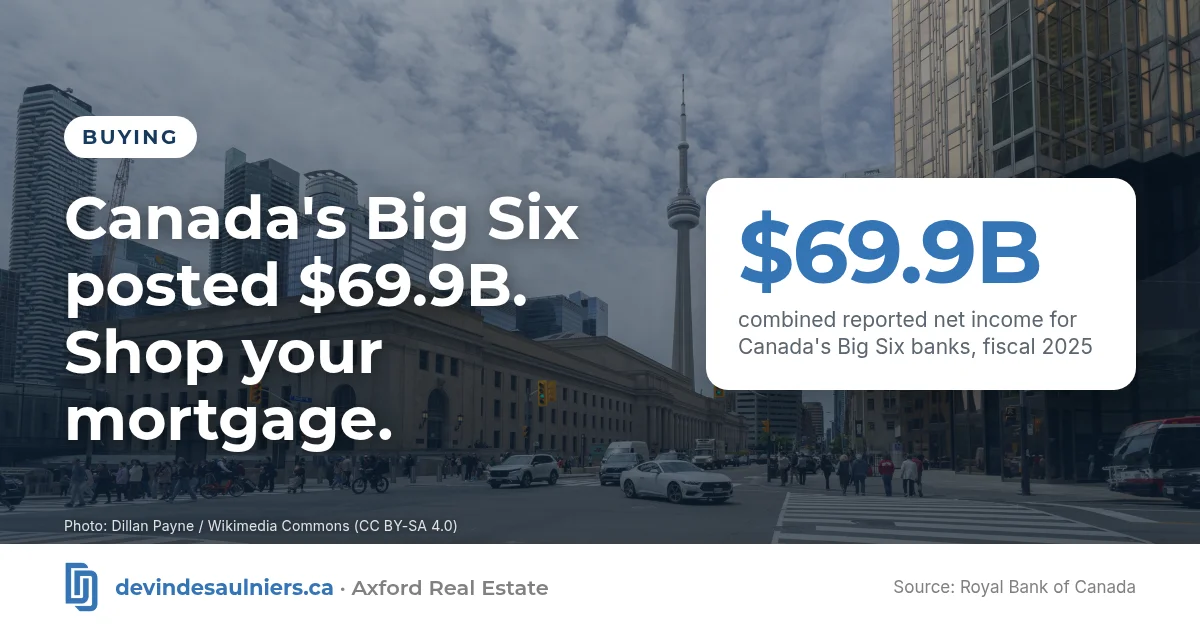 BUYING
Canada's Big Six
posted $69.9B.
Shop your
mortgage.
$69.9B
combined reported net income for
Canada's Big Six banks, fiscal 2025
Photo: Dillan Payne / Wikimedia Commons (CC BY-SA 4.0)
devindesaulniers.ca · Axford Real Estate
Source: Royal Bank of Canada